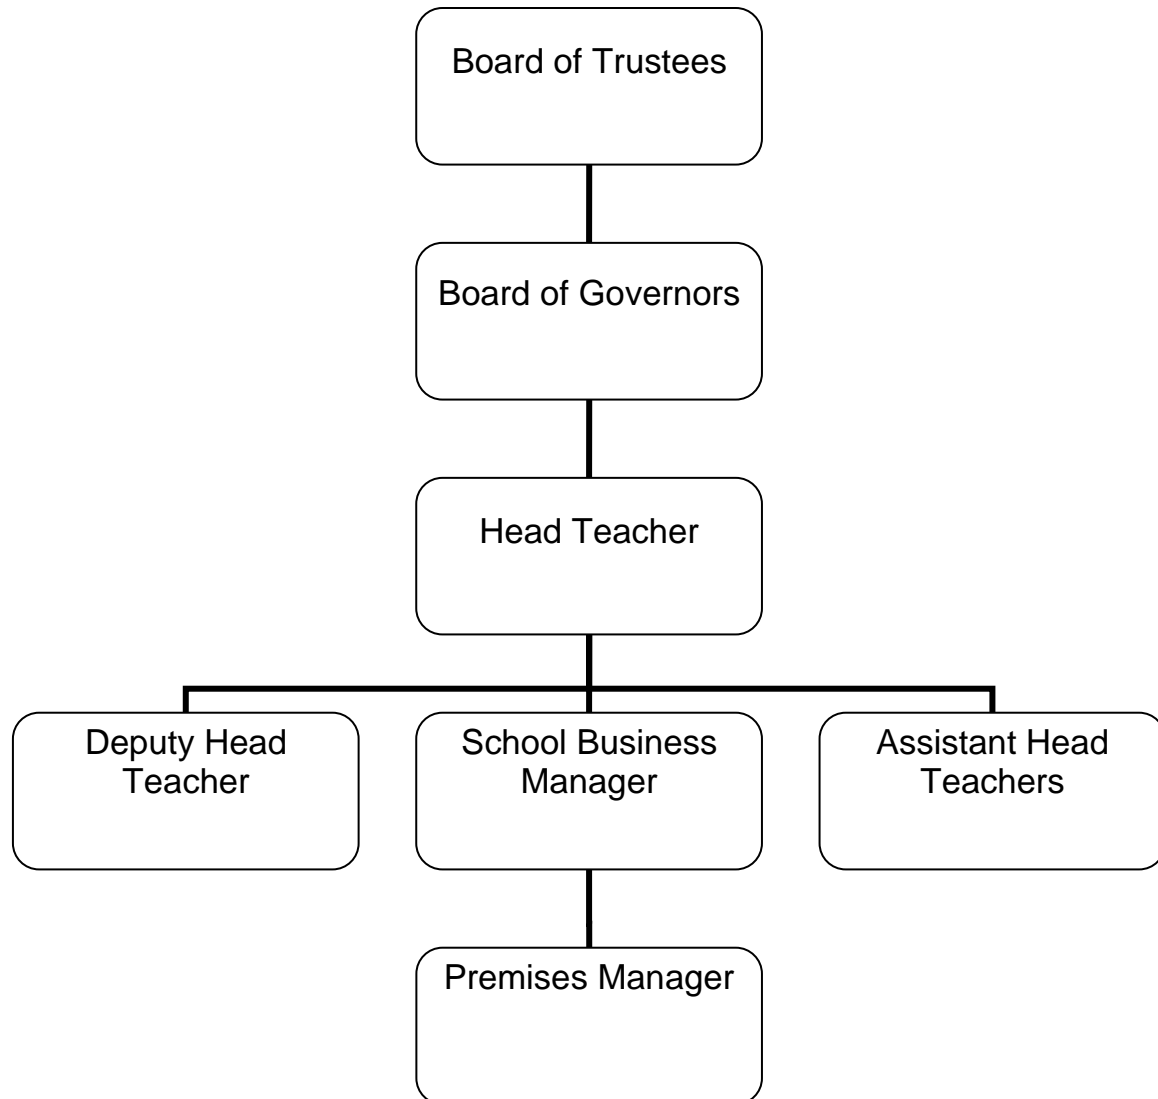 Board of Trustees
Board of Governors
Head Teacher
Deputy Head
Teacher
School Business
Manager
Assistant Head
Teachers
Premises Manager